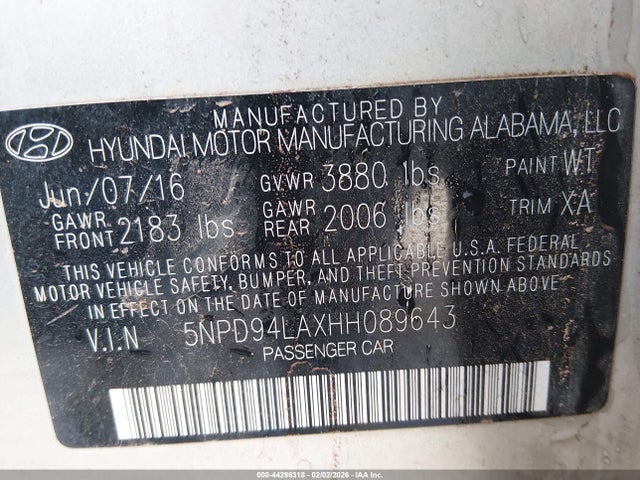 MANUFACTURED BY
HYUNDAI MOTOR MANUFACTURING ALABAMA, LLC
Jun/07/16 GVWR 3880 lbs PAINT WT
GAWR FRONT 2183 lbs GAWR REAR 2006 lbs TRIM XA
THIS VEHICLE CONFORMS TO ALL APPLICABLE U.S.A. FEDERAL
MOTOR VEHICLE SAFETY, BUMPER, AND THEFT PREVENTION STANDARDS
IN EFFECT ON THE DATE OF MANUFACTURE SHOWN ABOVE.
V.I.N 5NPD94LAXHH089643
PASSENGER CAR
000-44296318 - 02/02/2026 - IAA Inc.